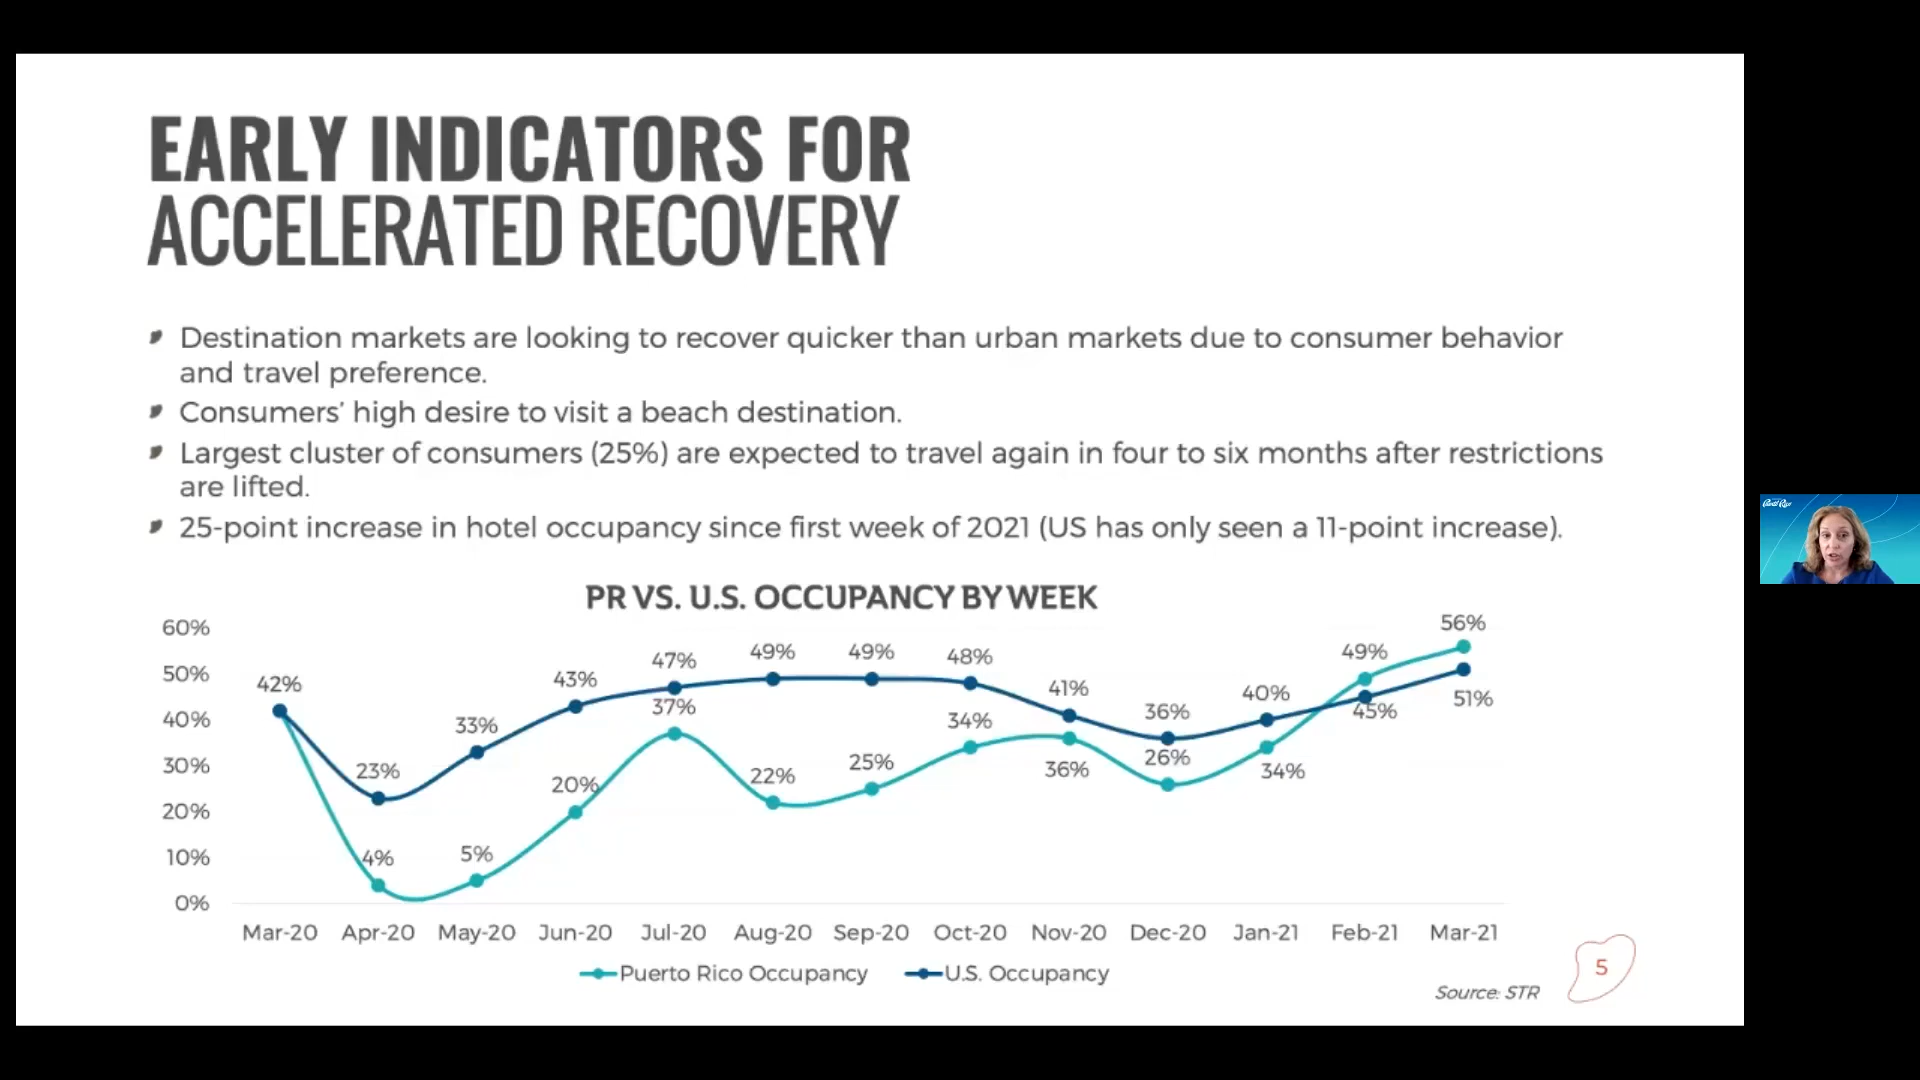 EARLY INDICATORS FOR
ACCELERATED RECOVERY
Destination markets are looking to recover quicker than urban markets due to consumer behavior
and travel preference.
Consumers’ high desire to visit a beach destination.
Largest cluster of consumers (25%) are expected to travel again in four to six months after restrictions
are lifted.
25-point increase in hotel occupancy since first week of 2021 (US has only seen a 11-point increase).
PR VS. U.S. OCCUPANCY BY WEEK
60%
50%
40%
30%
20%
10%
0%
42%
23%
33%
43%
47%
49%
49%
48%
41%
36%
40%
45%
51%
4%
5%
20%
37%
22%
25%
34%
36%
26%
34%
49%
56%
Mar-20 Apr-20 May-20 Jun-20 Jul-20 Aug-20 Sep-20 Oct-20 Nov-20 Dec-20 Jan-21 Feb-21 Mar-21
Puerto Rico Occupancy U.S. Occupancy
Source: STR
5